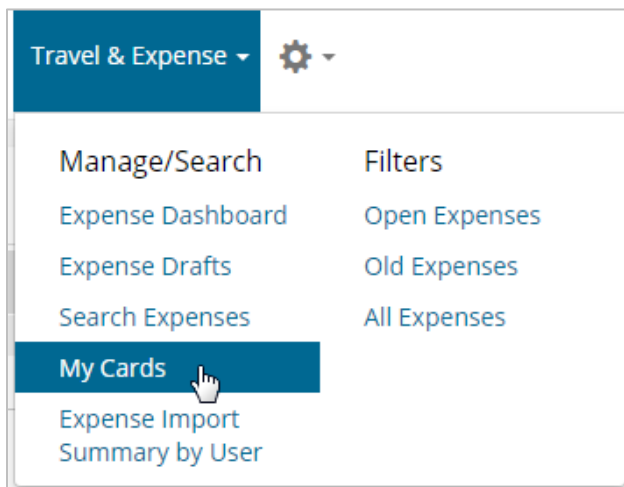 Travel & Expense
Manage/Search
Expense Dashboard
Expense Drafts
Search Expenses
My Cards
Expense Import
Summary by User
Filters
Open Expenses
Old Expenses
All Expenses